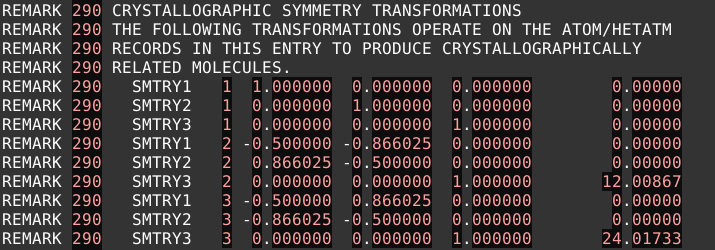 REMARK 290 CRYSTALLOGRAPHIC SYMMETRY TRANSFORMATIONS
REMARK 290 THE FOLLOWING TRANSFORMATIONS OPERATE ON THE ATOM/HETATM
REMARK 290 RECORDS IN THIS ENTRY TO PRODUCE CRYSTALLOGRAPHICALLY
REMARK 290 RELATED MOLECULES.
REMARK 290   SMTRY1   1  1.000000  0.000000  0.000000        0.00000
REMARK 290   SMTRY2   1  0.000000  1.000000  0.000000        0.00000
REMARK 290   SMTRY3   1  0.000000  0.000000  1.000000        0.00000
REMARK 290   SMTRY1   2 -0.500000 -0.866025  0.000000        0.00000
REMARK 290   SMTRY2   2  0.866025 -0.500000  0.000000        0.00000
REMARK 290   SMTRY3   2  0.000000  0.000000  1.000000       12.00867
REMARK 290   SMTRY1   3 -0.500000  0.866025  0.000000        0.00000
REMARK 290   SMTRY2   3 -0.866025 -0.500000  0.000000        0.00000
REMARK 290   SMTRY3   3  0.000000  0.000000  1.000000       24.01733